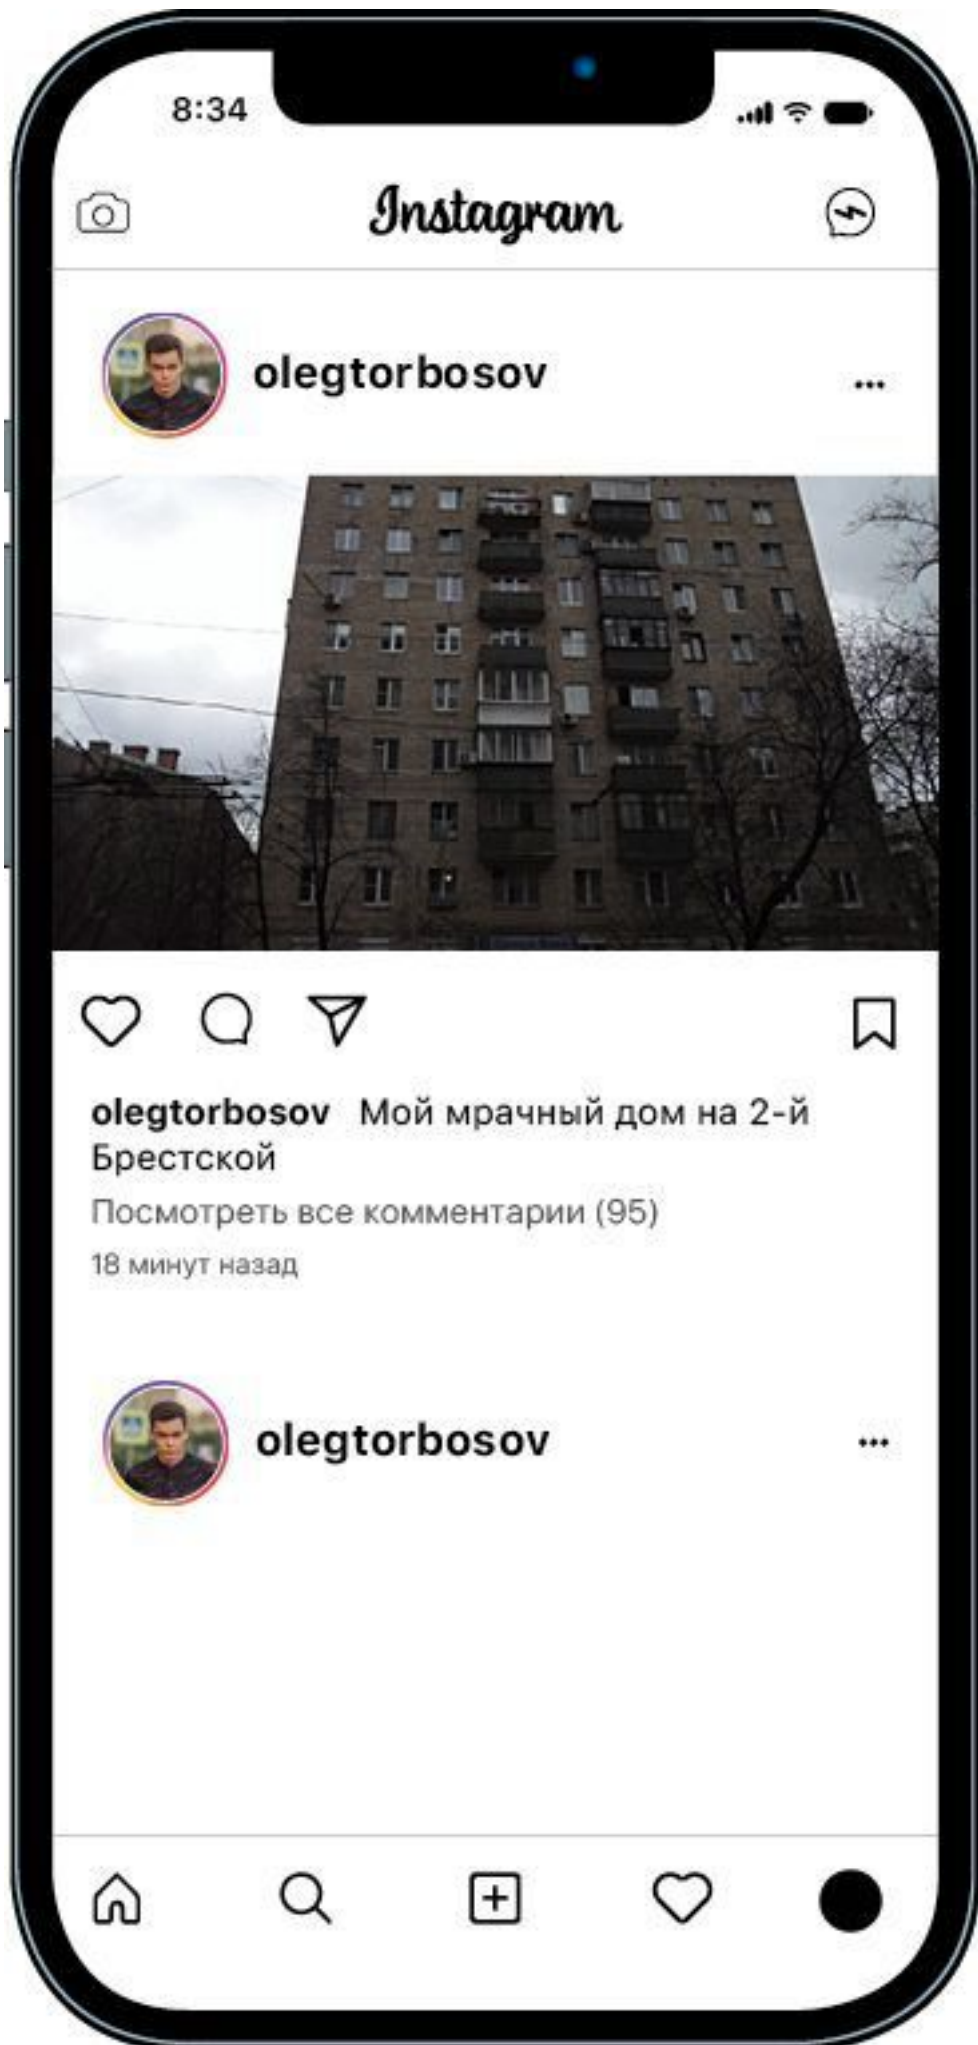 8:34
Instagram
olegtorbosov
olegtorbosov Мой мрачный дом на 2-й
Брестской
Посмотреть все комментарии (95)
18 минут назад
olegtorbosov